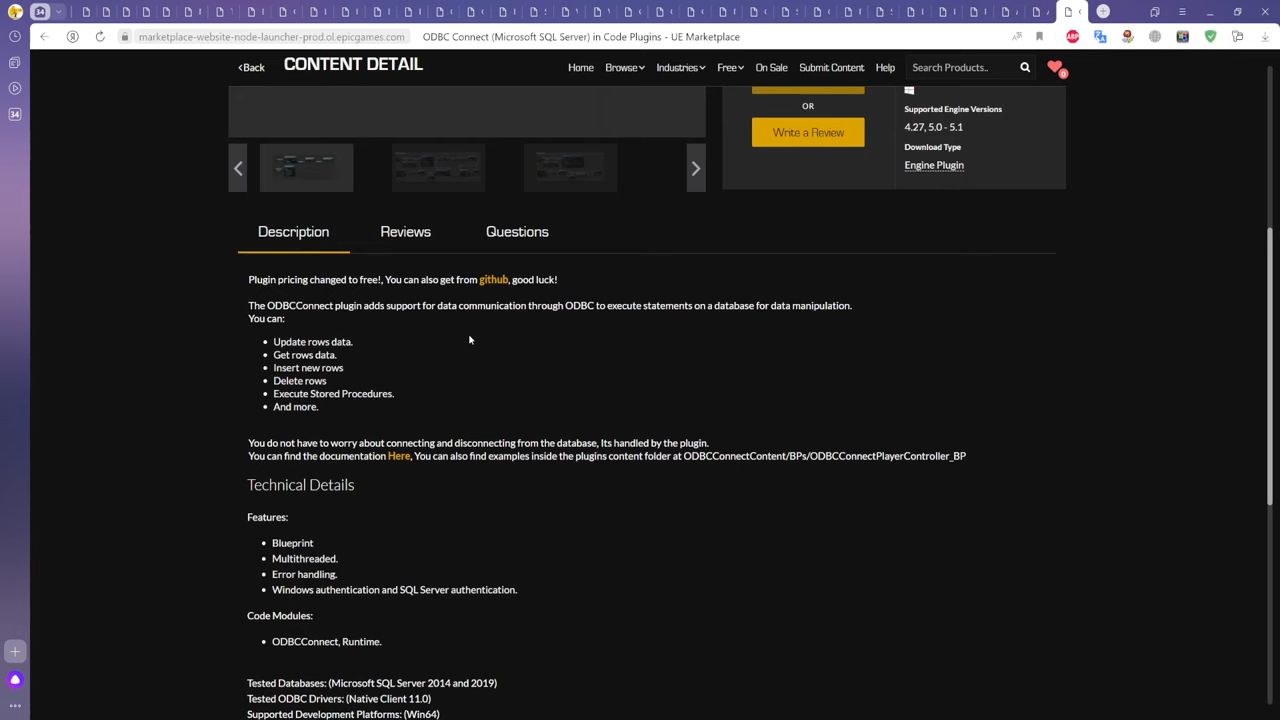 34
marketplace-website-node-launcher-prod.ol.epicgames.com
ODBC Connect (Microsoft SQL Server) in Code Plugins - UE Marketplace
ABP
<Back
CONTENT DETAIL
Home
Browse
Industries
Free
On Sale
Submit Content
Help
Search Products..
0
34
OR
Write a Review
Supported Engine Versions
4.27, 5.0 - 5.1
Download Type
Engine Plugin
Description
Reviews
Questions
Plugin pricing changed to free!, You can also get from github, good luck!
The ODBCConnect plugin adds support for data communication through ODBC to execute statements on a database for data manipulation.
You can:
Update rows data.
Get rows data.
Insert new rows
Delete rows
Execute Stored Procedures.
And more.
You do not have to worry about connecting and disconnecting from the database, Its handled by the plugin.
You can find the documentation Here, You can also find examples inside the plugins content folder at ODBCConnectContent/BPs/ODBCConnectPlayerController_BP
Technical Details
Features:
Blueprint
Multithreaded.
Error handling.
Windows authentication and SQL Server authentication.
Code Modules:
ODBCConnect, Runtime.
Tested Databases: (Microsoft SQL Server 2014 and 2019)
Tested ODBC Drivers: (Native Client 11.0)
Supported Development Platforms: (Win64)